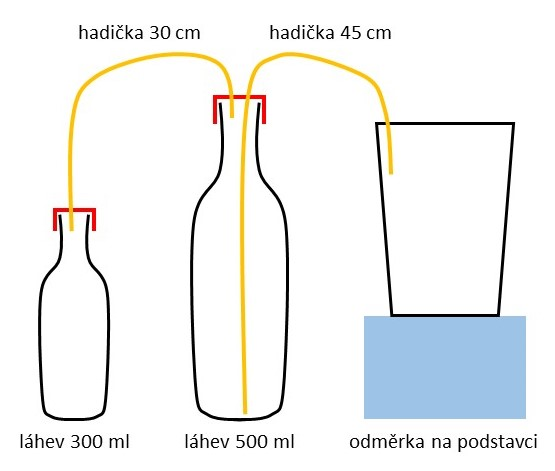 hadička 30 cm
hadička 45 cm
láhev 300 ml
láhev 500 ml
odměrka na podstavci